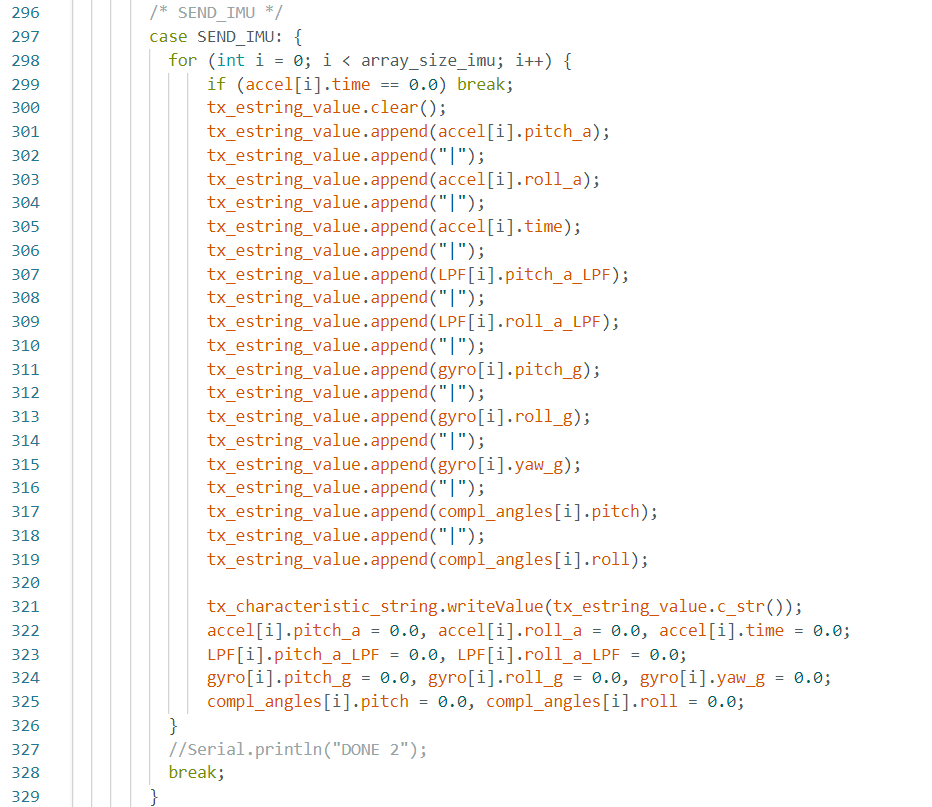 296 /* SEND_IMU */
297 case SEND_IMU: {
298 for (int i = 0; i < array_size_imu; i++) {
299 if (accel[i].time == 0.0) break;
300 tx_estring_value.clear();
301 tx_estring_value.append(accel[i].pitch_a);
302 tx_estring_value.append("|");
303 tx_estring_value.append(accel[i].roll_a);
304 tx_estring_value.append("|");
305 tx_estring_value.append(accel[i].time);
306 tx_estring_value.append("|");
307 tx_estring_value.append(LPF[i].pitch_a_LPF);
308 tx_estring_value.append("|");
309 tx_estring_value.append(LPF[i].roll_a_LPF);
310 tx_estring_value.append("|");
311 tx_estring_value.append(gyro[i].pitch_g);
312 tx_estring_value.append("|");
313 tx_estring_value.append(gyro[i].roll_g);
314 tx_estring_value.append("|");
315 tx_estring_value.append(gyro[i].yaw_g);
316 tx_estring_value.append("|");
317 tx_estring_value.append(compl_angles[i].pitch);
318 tx_estring_value.append("|");
319 tx_estring_value.append(compl_angles[i].roll);
320
321 tx_characteristic_string.writeValue(tx_estring_value.c_str());
322 accel[i].pitch_a = 0.0, accel[i].roll_a = 0.0, accel[i].time = 0.0;
323 LPF[i].pitch_a_LPF = 0.0, LPF[i].roll_a_LPF = 0.0;
324 gyro[i].pitch_g = 0.0, gyro[i].roll_g = 0.0, gyro[i].yaw_g = 0.0;
325 compl_angles[i].pitch = 0.0, compl_angles[i].roll = 0.0;
326 }
327 //Serial.println("DONE 2");
328 break;
329 }